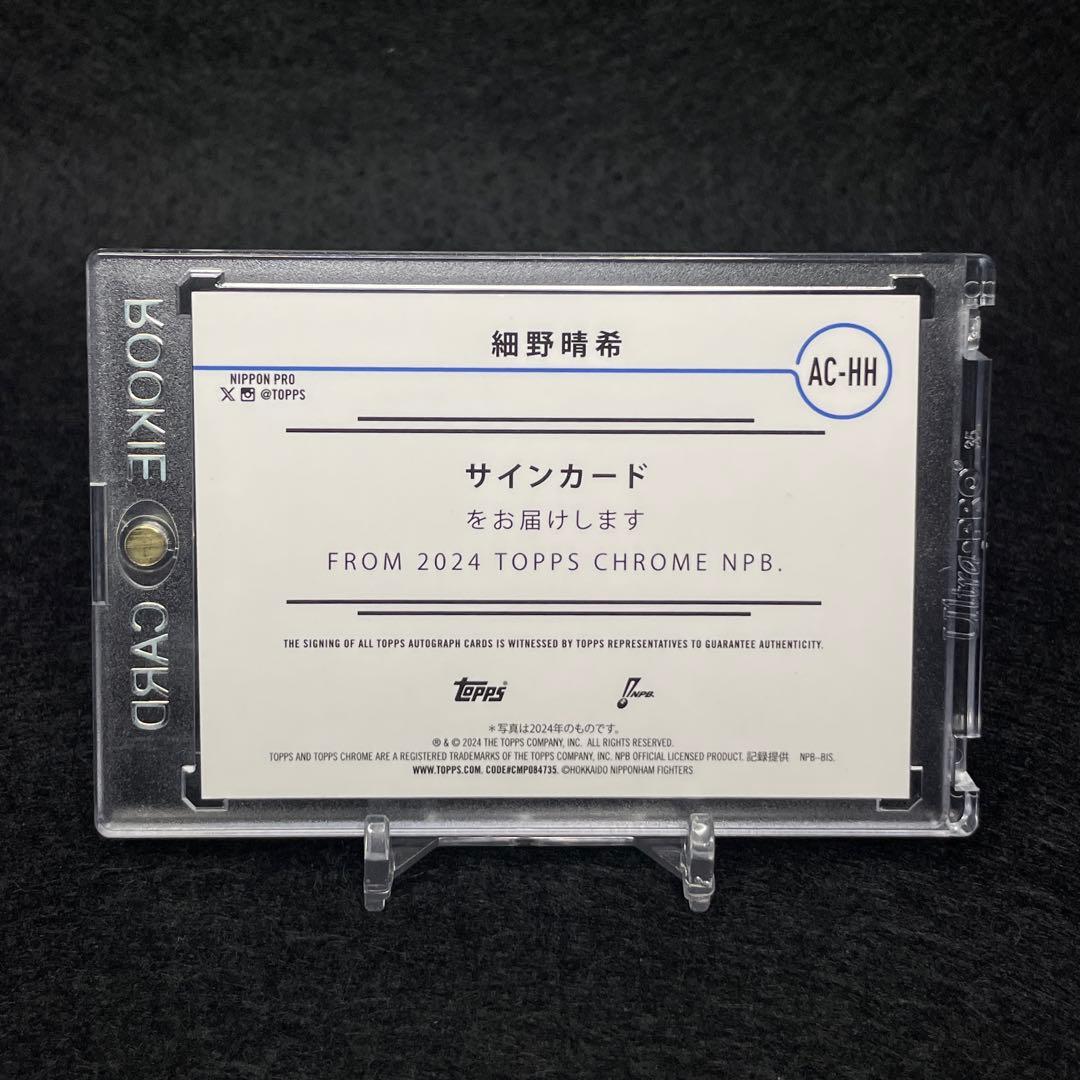 細野晴希
AC-HH
NIPPON PRO
@TOPPS
サインカード
をお届けします
FROM 2024 TOPPS CHROME NPB.
THE SIGNING OF ALL TOPPS AUTOGRAPH CARDS IS WITNESSED BY TOPPS REPRESENTATIVES TO GUARANTEE AUTHENTICITY.
topps®
NPB.
*写真は2024年のものです。
® & © 2024 THE TOPPS COMPANY, INC. ALL RIGHTS RESERVED.
TOPPS AND TOPPS CHROME ARE A REGISTERED TRADEMARKS OF THE TOPPS COMPANY, INC. NPB OFFICIAL LICENSED PRODUCT. 記録提供 NPB-BIS.
WWW.TOPPS.COM. CODE#CMP084735. ©HOKKAIDO NIPPONHAM FIGHTERS
ROOKIE CARD